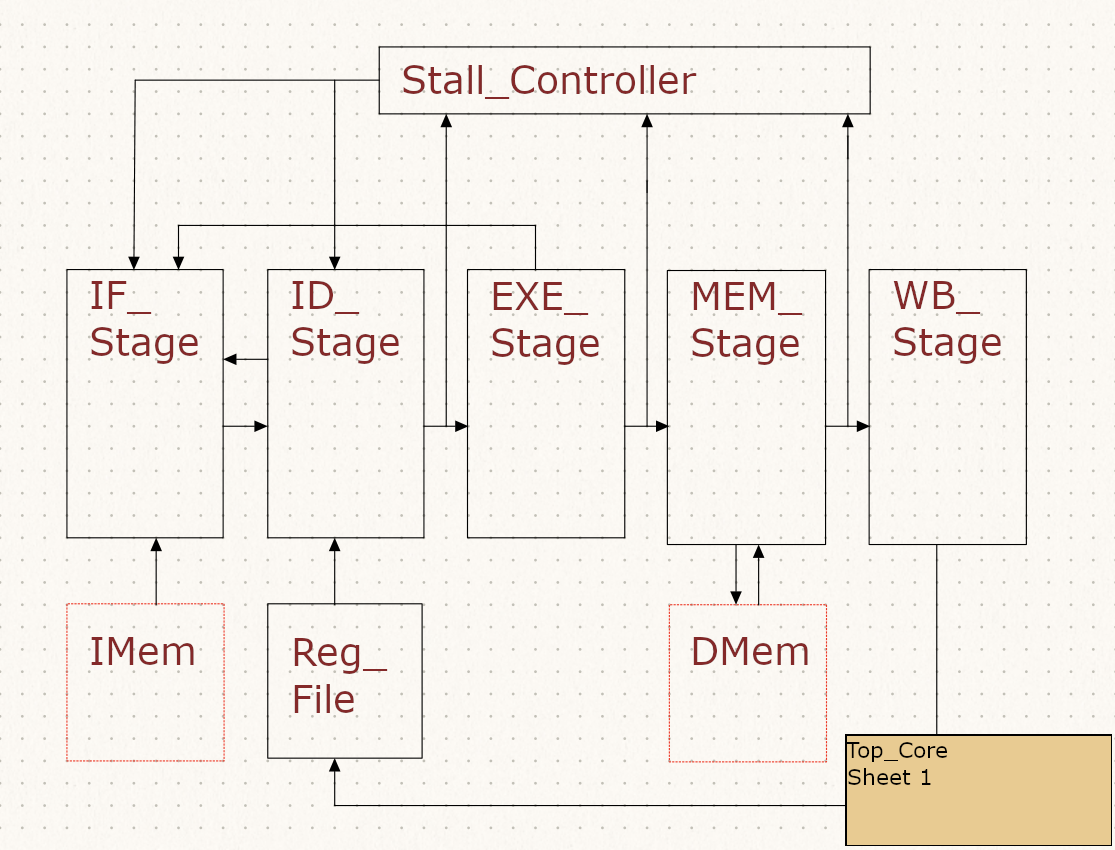 Stall_Controller
IF_
Stage
ID_
Stage
EXE_
Stage
MEM_
Stage
WB_
Stage
IMem
Reg_
File
DMem
Top_Core
Sheet 1